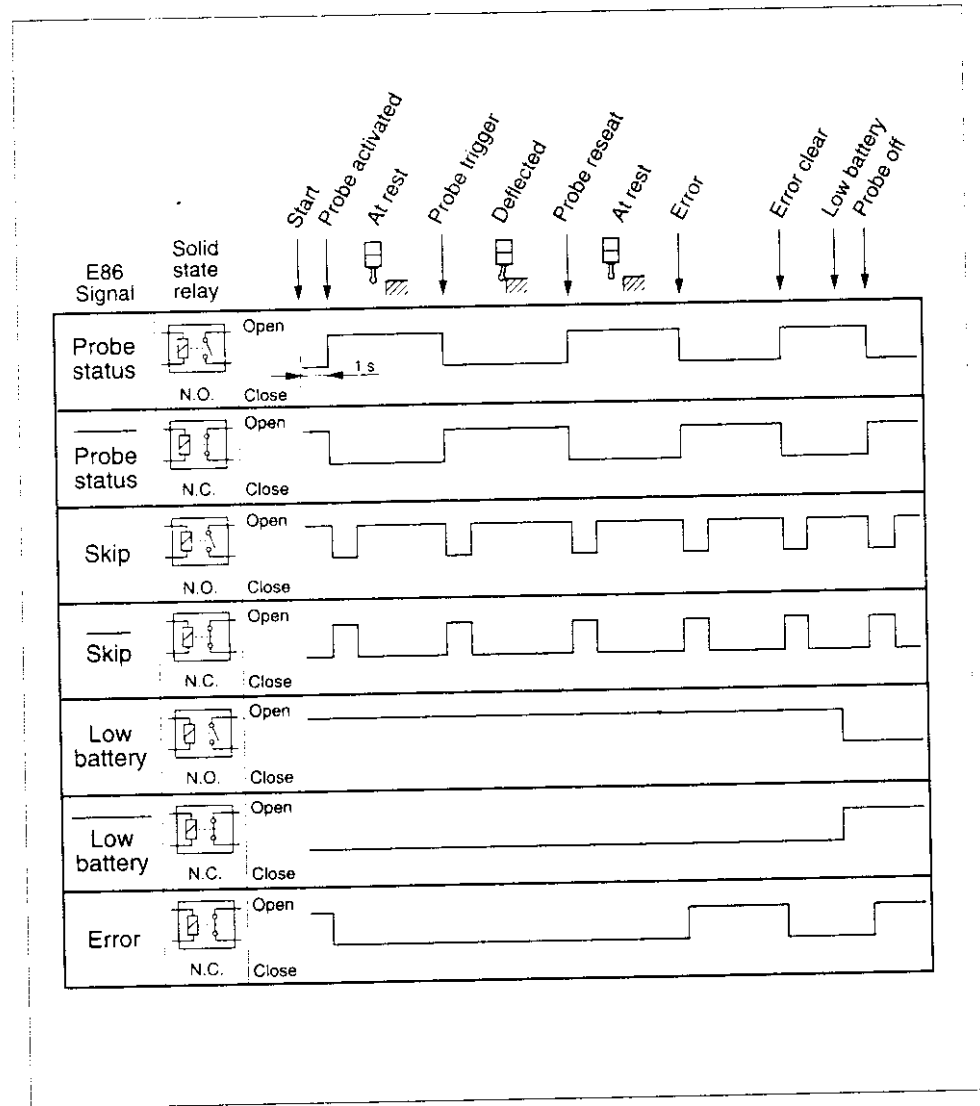 Start
Probe activated
At rest
Probe trigger
Deflected
Probe reseat
At rest
Error
Error clear
Low battery
Probe off
E86
Signal
Solid
state
relay
Probe
status
N.O.
Open
Close
1 s
Probe
status
N.C.
Open
Close
Skip
N.O.
Open
Close
Skip
N.C.
Open
Close
Low
battery
N.O.
Open
Close
Low
battery
N.C.
Open
Close
Error
N.C.
Open
Close